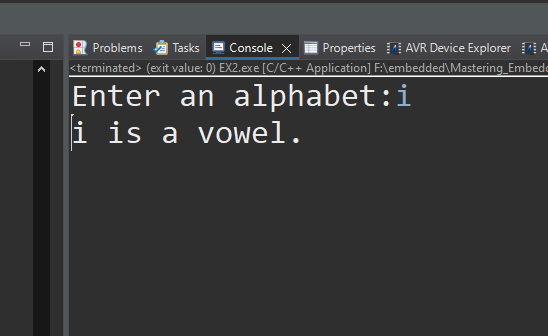 Problems Tasks Console Properties AVR Device Explorer A
<terminated> (exit value: 0) EX2.exe [C/C++ Application] F:\embedded\Mastering_Embedd
Enter an alphabet:i
i is a vowel.